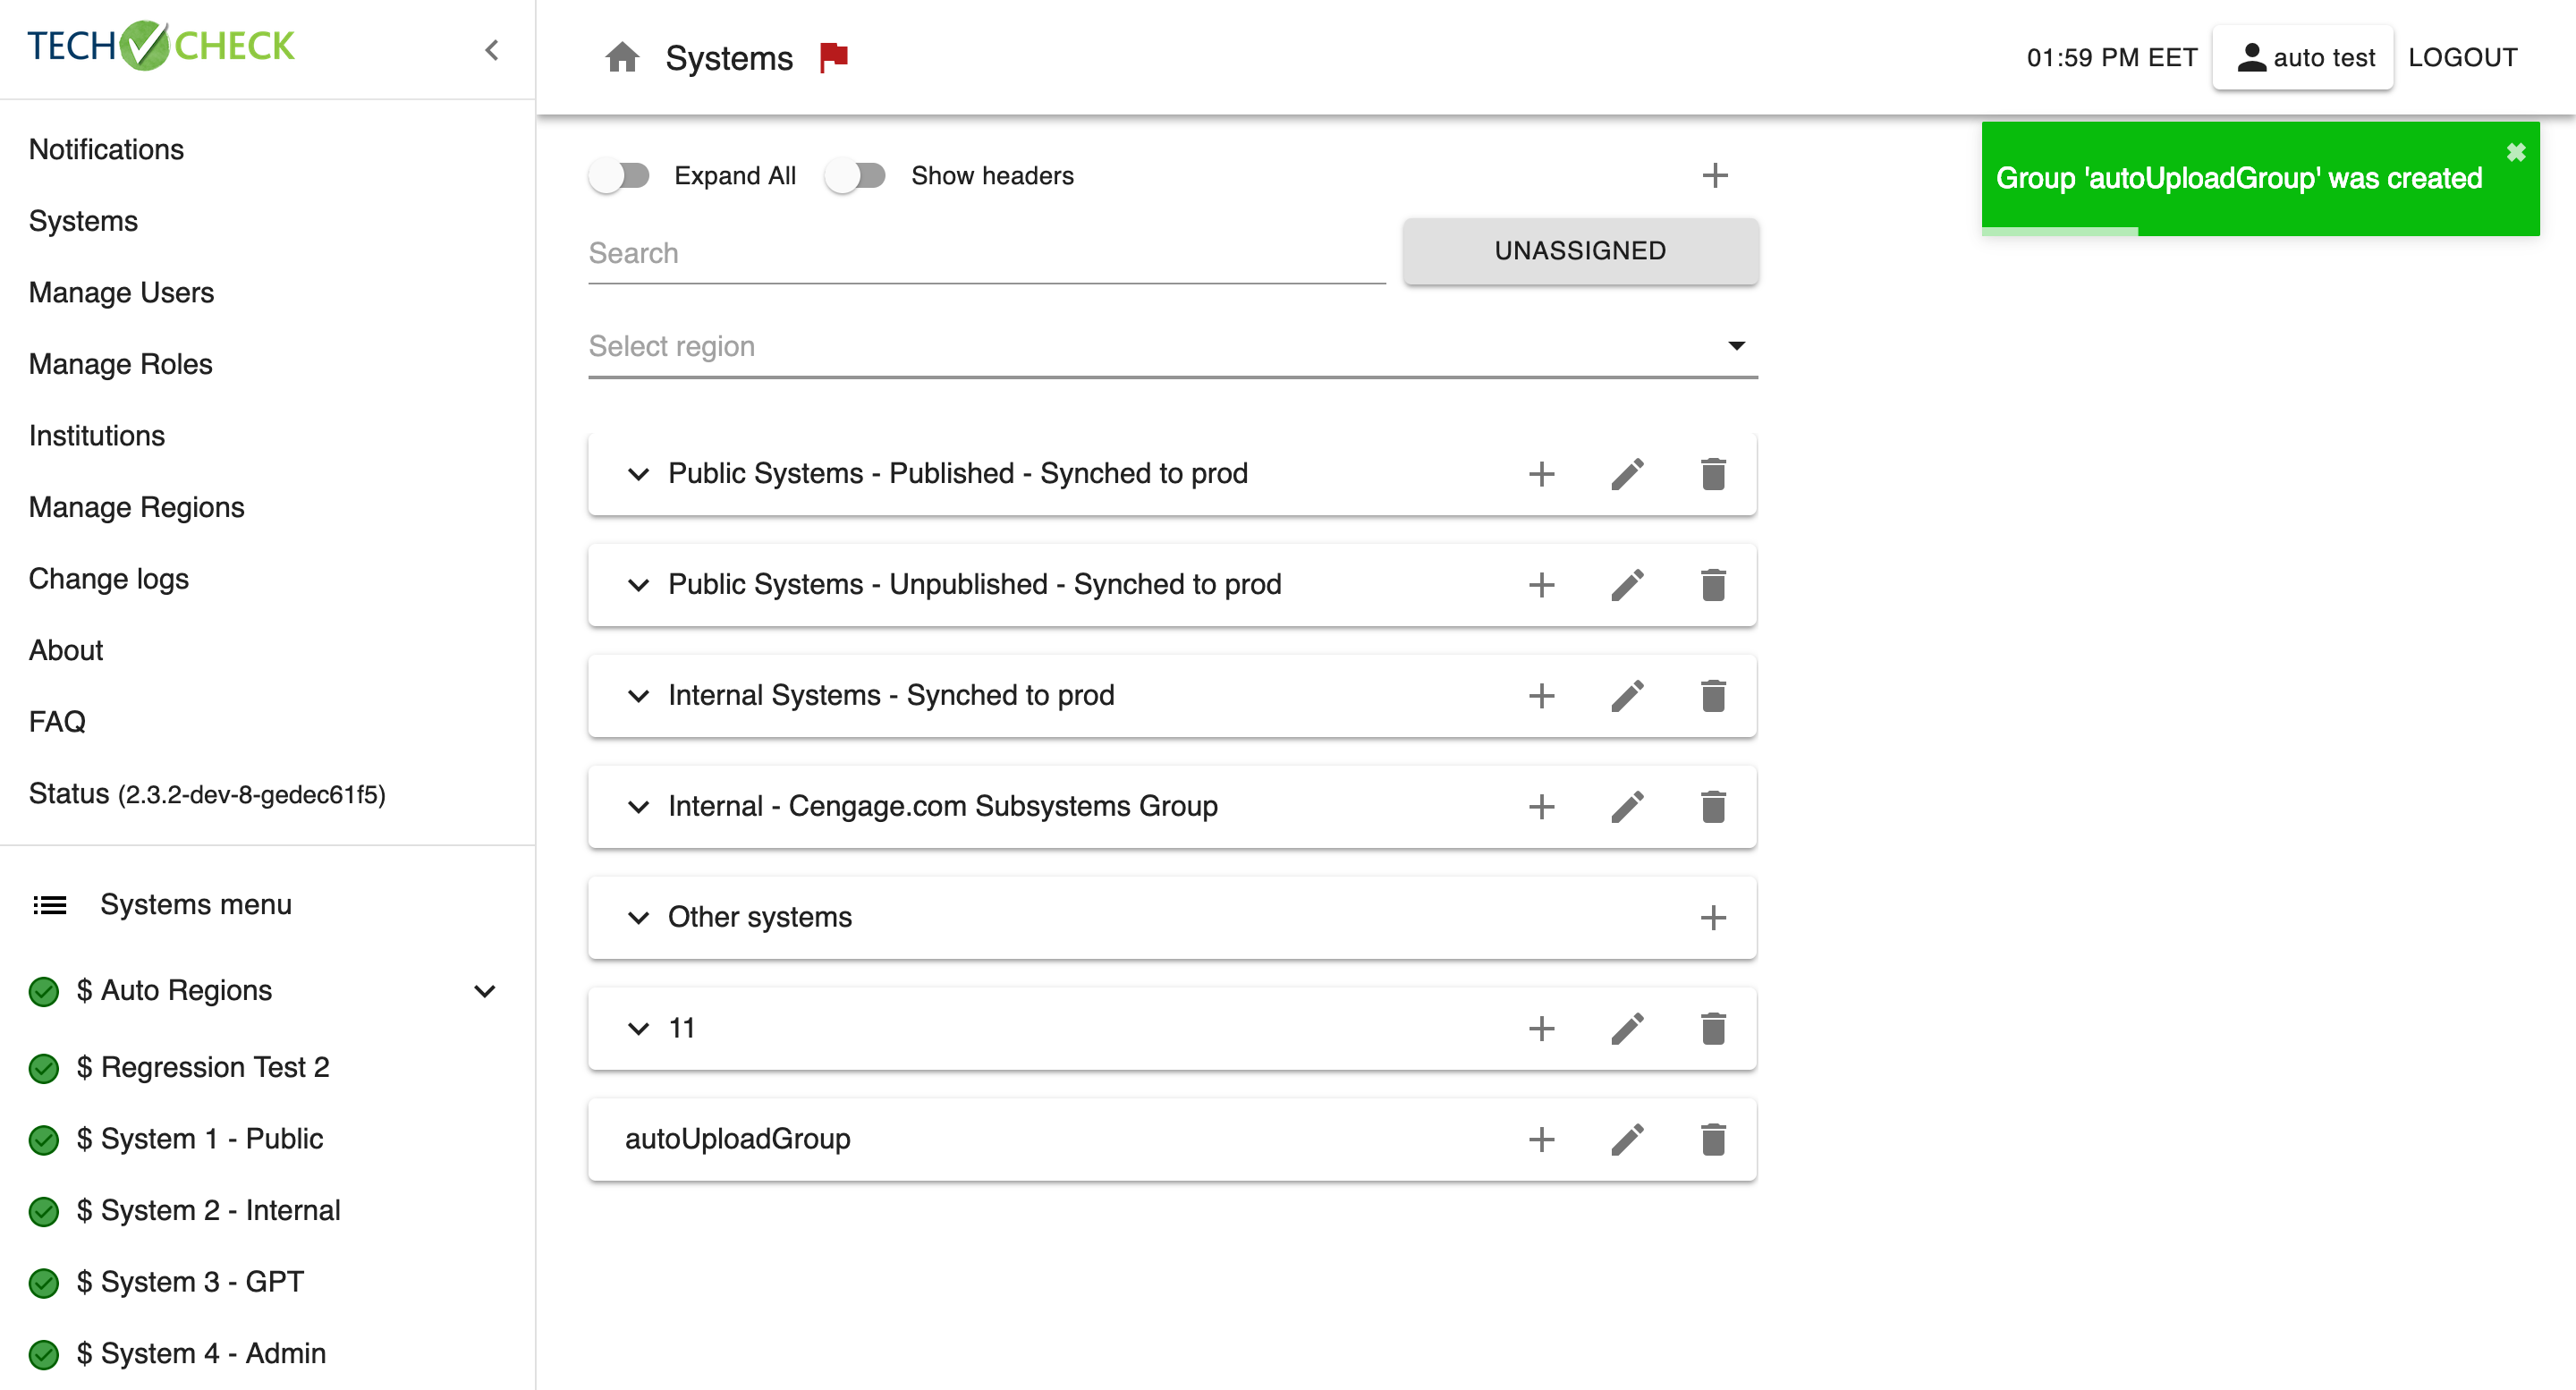 TECH CHECK
Notifications
Systems
Manage Users
Manage Roles
Institutions
Manage Regions
Change logs
About
FAQ
Status (2.3.2-dev-8-gedec61f5)
Systems menu
$ Auto Regions
$ Regression Test 2
$ System 1 - Public
$ System 2 - Internal
$ System 3 - GPT
$ System 4 - Admin
Systems
01:59 PM EET
auto test
LOGOUT
Expand All
Show headers
Search
UNASSIGNED
Select region
Public Systems - Published - Synched to prod
Public Systems - Unpublished - Synched to prod
Internal Systems - Synched to prod
Internal - Cengage.com Subsystems Group
Other systems
11
autoUploadGroup
Group 'autoUploadGroup' was created